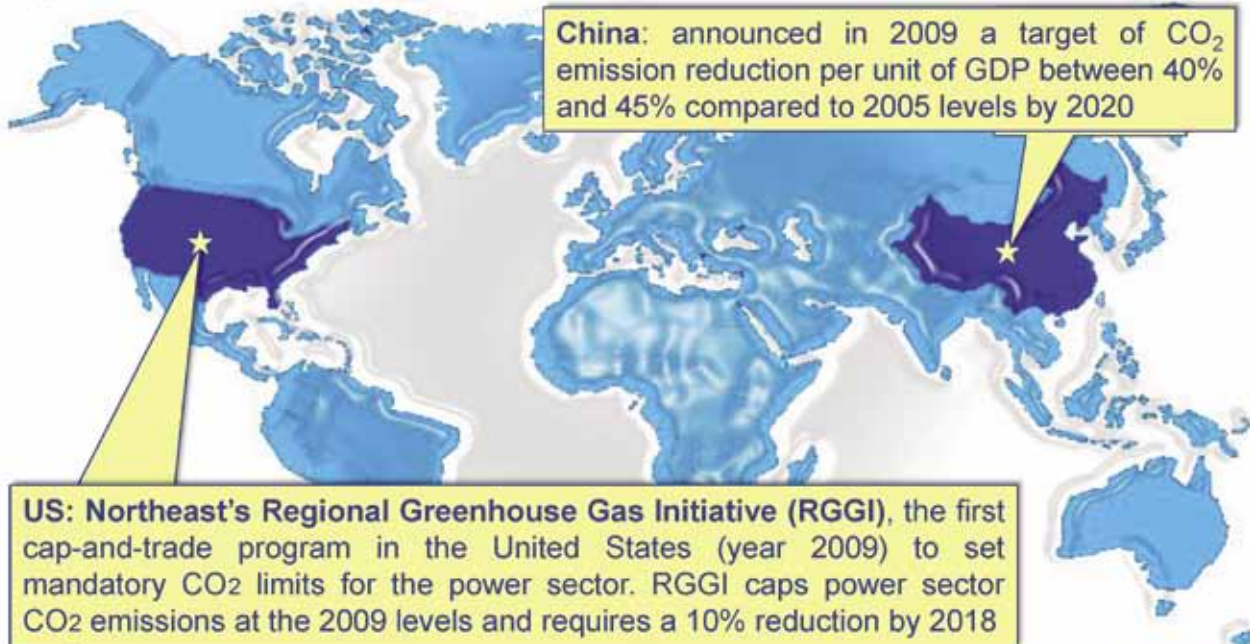 China: announced in 2009 a target of CO₂
emission reduction per unit of GDP between 40%
and 45% compared to 2005 levels by 2020
US: Northeast's Regional Greenhouse Gas Initiative (RGGI), the first
cap-and-trade program in the United States (year 2009) to set
mandatory CO2 limits for the power sector. RGGI caps power sector
CO2 emissions at the 2009 levels and requires a 10% reduction by 2018